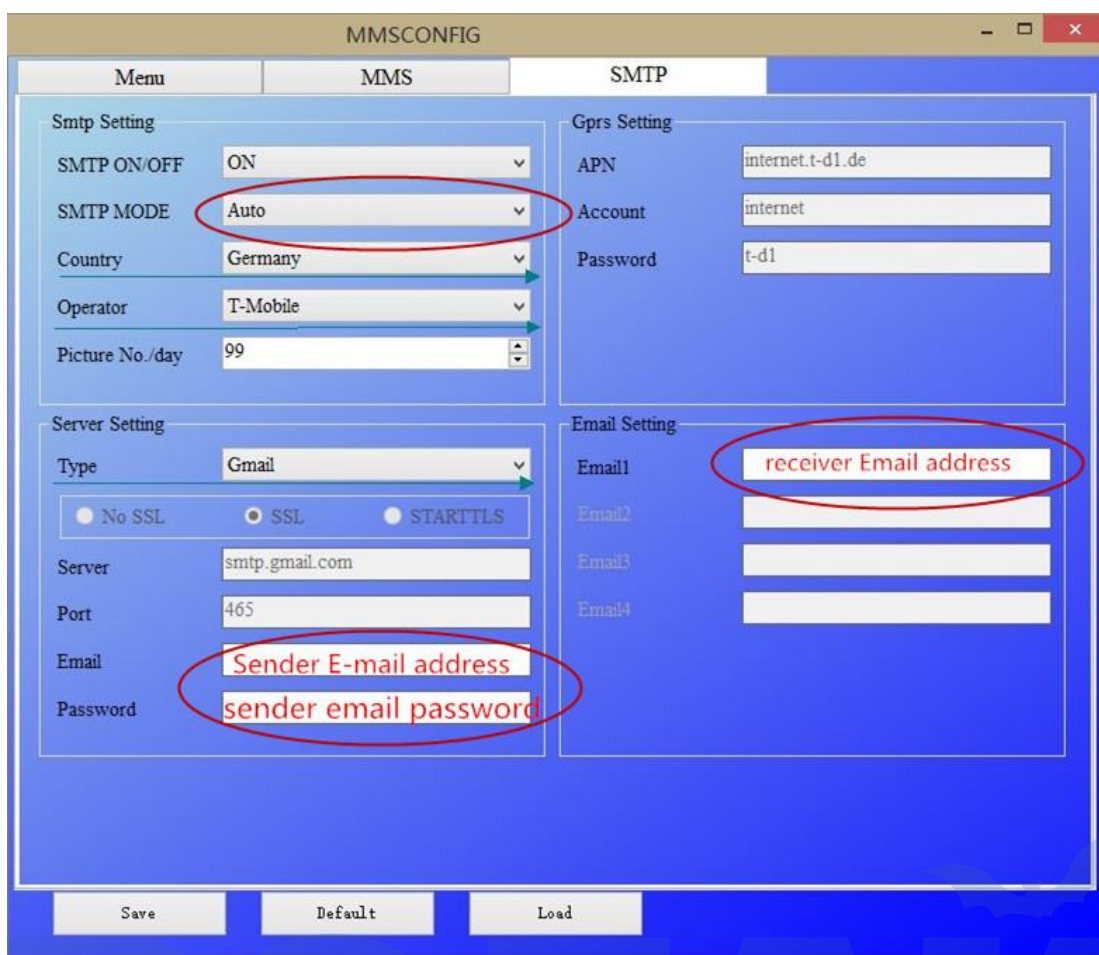 MMSCONFIG
Menu MMS SMTP
Smtp Setting
SMTP ON/OFF ON
SMTP MODE Auto
Country Germany
Operator T-Mobile
Picture No./day 99
Gprs Setting
APN internet.t-d1.de
Account internet
Password t-d1
Server Setting
Type Gmail
No SSL SSL STARTTLS
Server smtp.gmail.com
Port 465
Email Sender E-mail address
Password sender email password
Email Setting
Email1 receiver Email address
Email2
Email3
Email4
Save Default Load